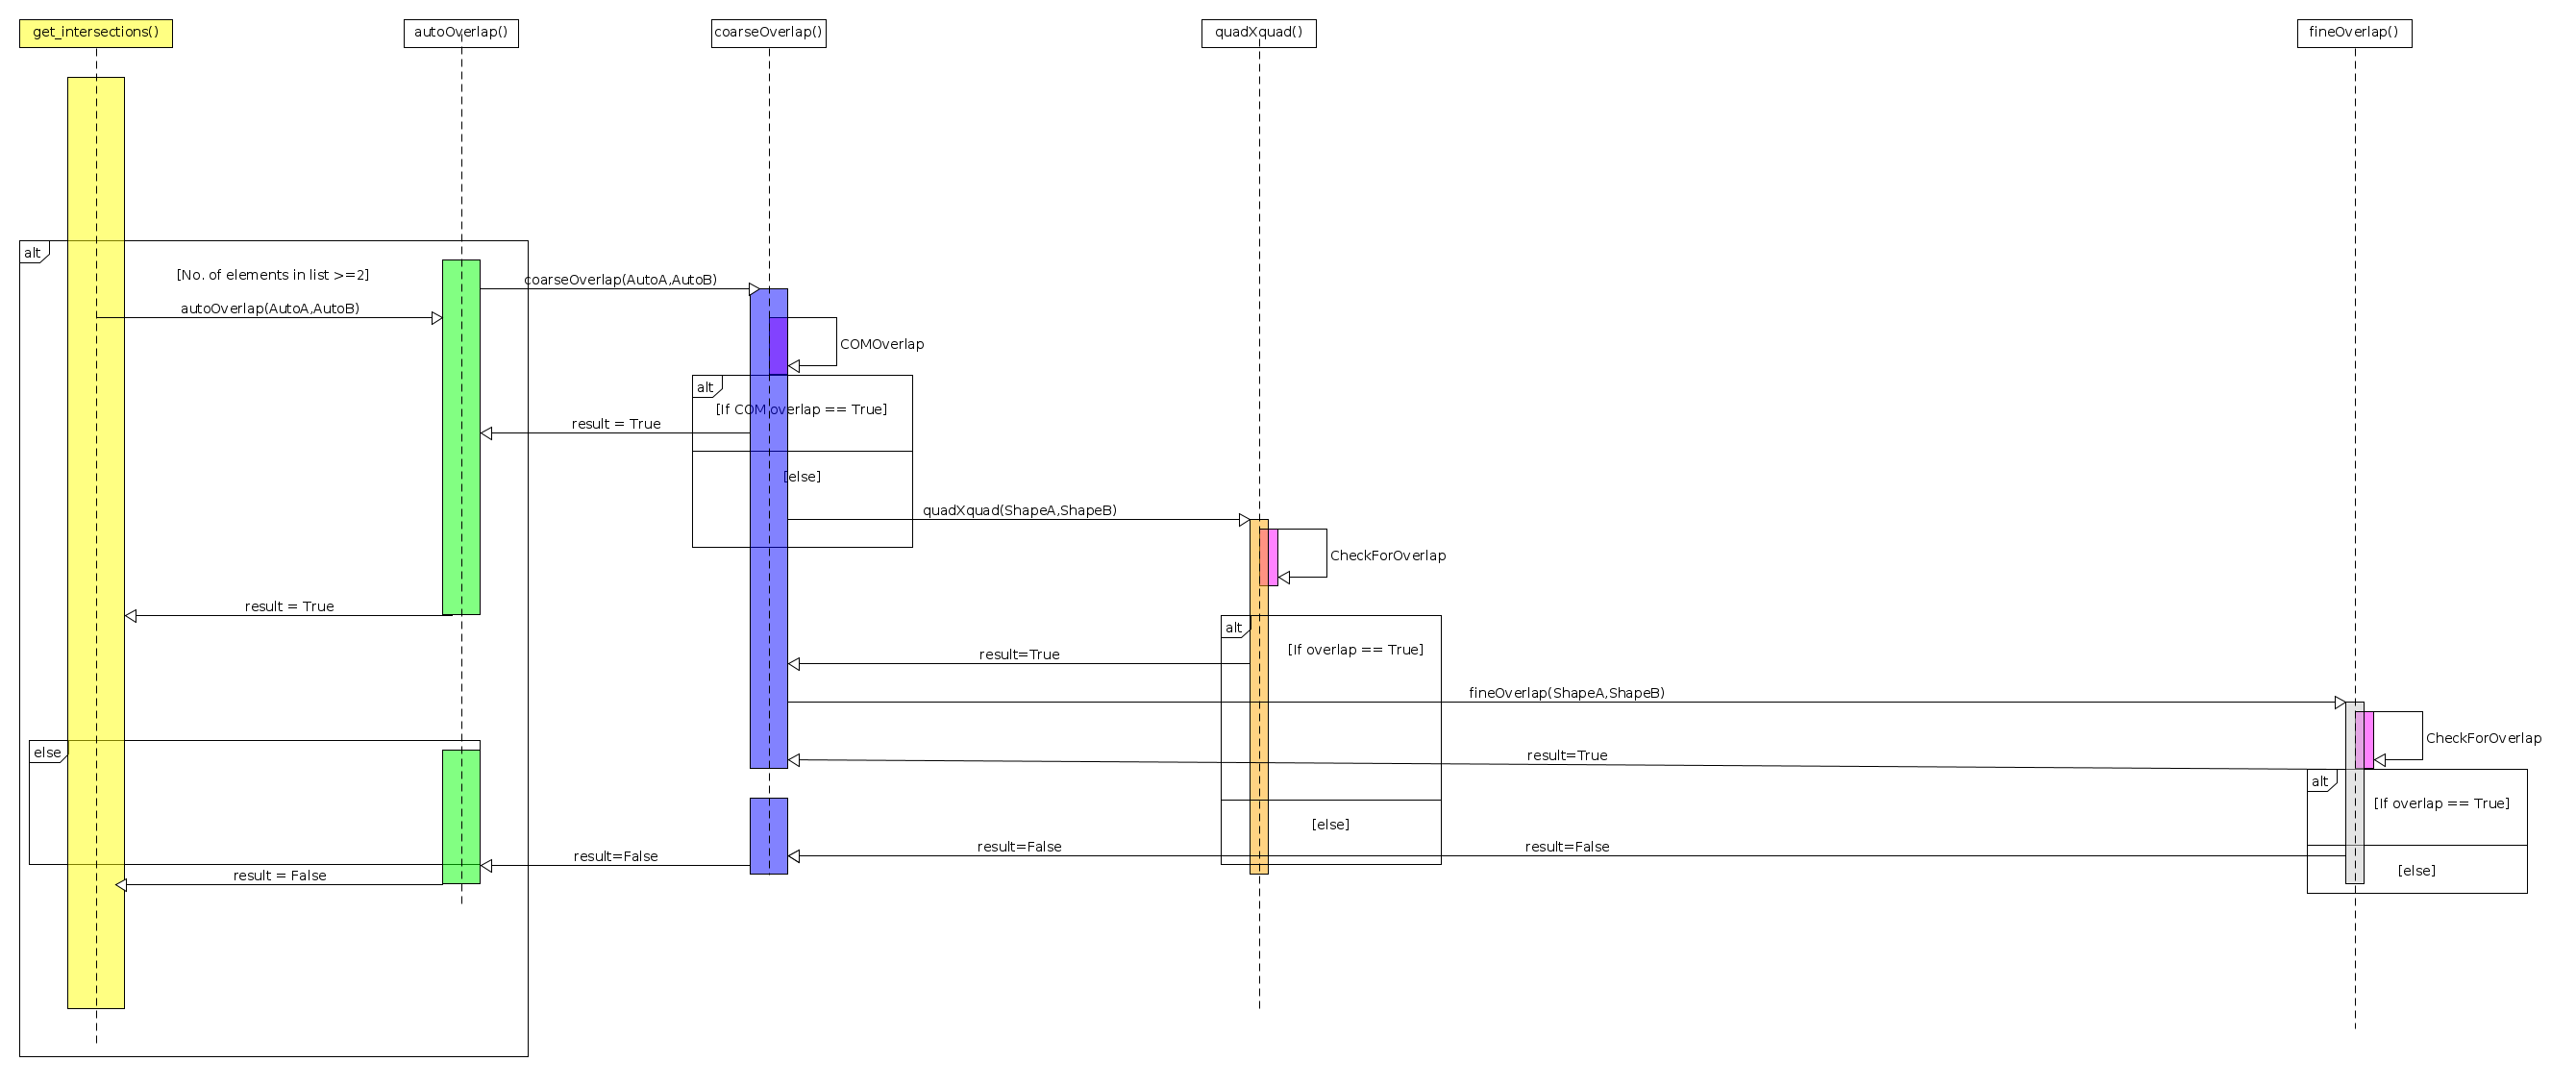 get_intersections()
autoOverlap()
coarseOverlap()
quadXquad()
fineOverlap()
alt
[No. of elements in list >=2]
coarseOverlap(AutoA,AutoB)
autoOverlap(AutoA,AutoB)
COMOverlap
alt
[If COM overlap == True]
result = True
[else]
quadXquad(ShapeA,ShapeB)
CheckForOverlap
result = True
alt
[If overlap == True]
result=True
fineOverlap(ShapeA,ShapeB)
CheckForOverlap
else
result=True
alt
[If overlap == True]
[else]
result=False
result=False
result=False
[else]
result = False